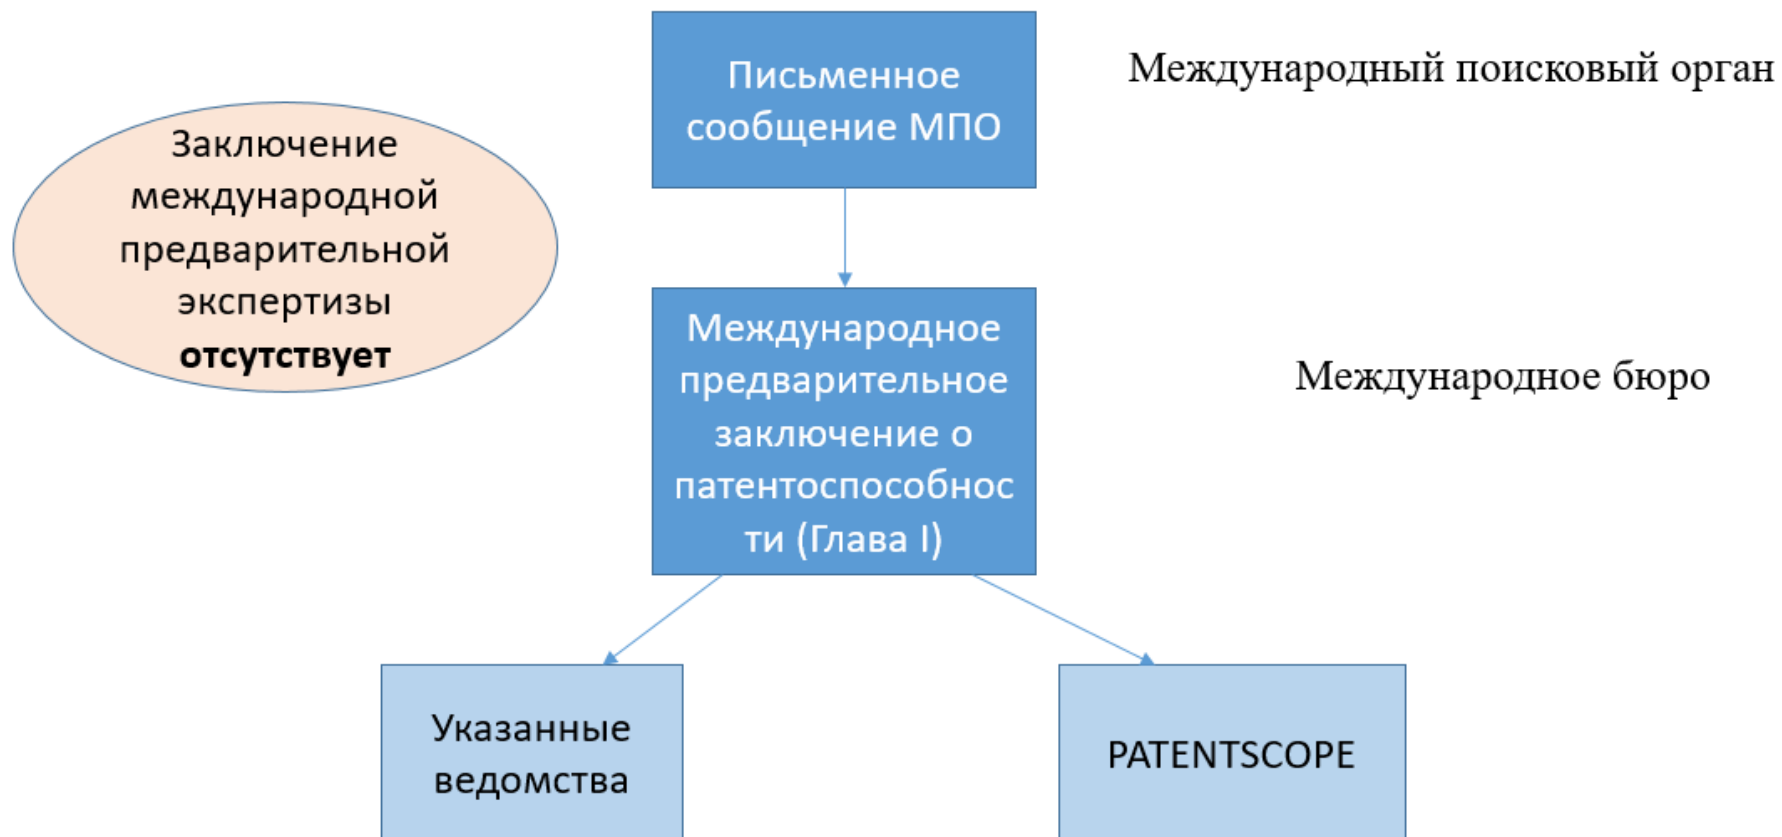 Письменное
сообщение МПО
Международный поисковый орган
Заключение
международной
предварительной
экспертизы
отсутствует
Международное
предварительное
заключение о
патентоспособнос
ти (Глава I)
Международное бюро
Указанные
ведомства
PATENTSCOPE